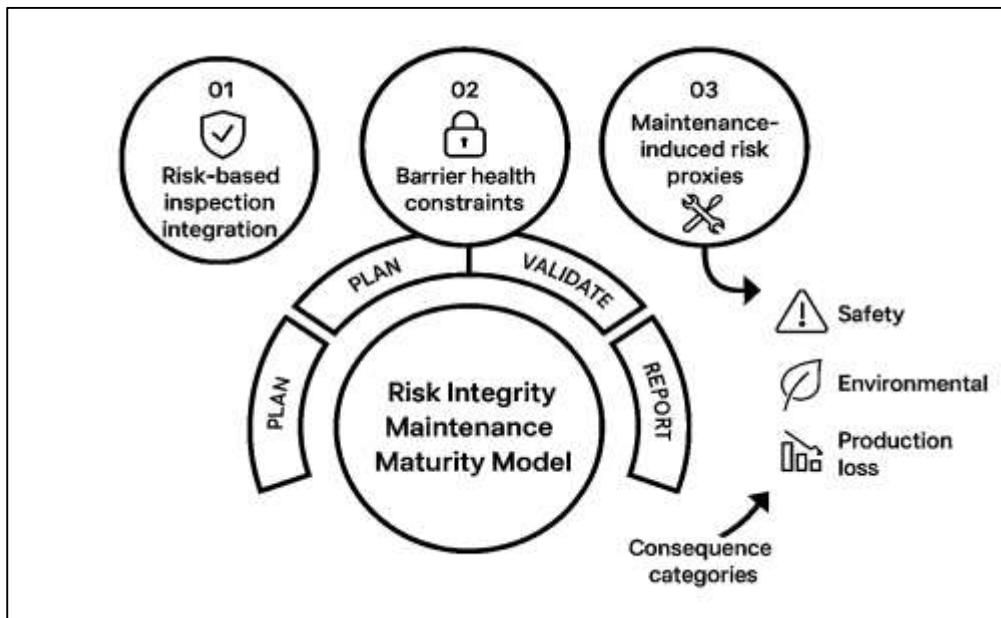 01
Risk-based
inspection
integration
02
Barrier health
constraints
03
Maintenance-
induced risk
proxies
PLAN
PLAN
VALIDATE
REPORT
Risk Integrity
Maintenance
Maturity Model
Safety
Environmental
Production
loss
Consequence
categories